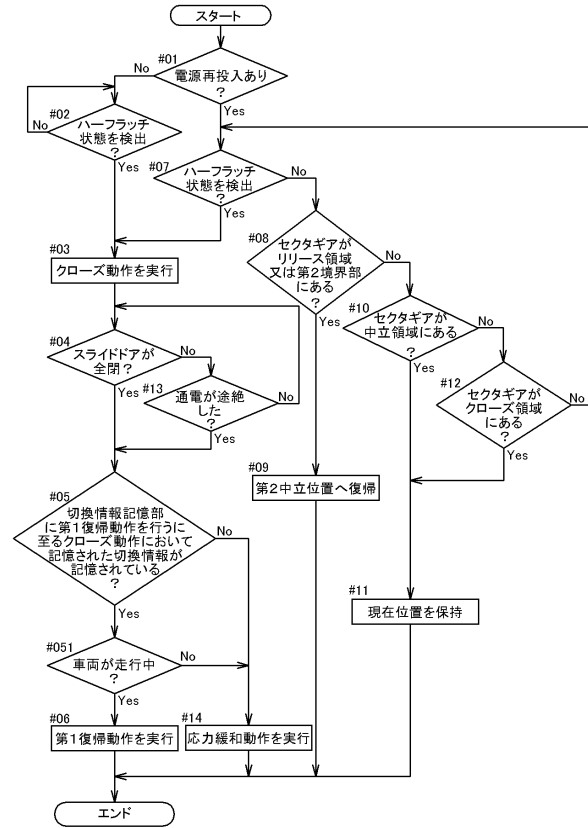 スタート
#01
電源再投入あり
?
No
Yes
#02
ハーフラッチ
状態を検出
?
No
Yes
#07
ハーフラッチ
状態を検出
?
No
Yes
#03
クローズ動作を実行
#08
セクタギアが
リリース領域
又は第2境界部
にある
?
No
Yes
#04
スライドドアが
全閉?
No
Yes
#13
通電が途絶
した
?
No
Yes
#10
セクタギアが
中立領域にある
?
No
Yes
#12
セクタギアが
クローズ領域
にある
?
No
Yes
#09
第2中立位置へ復帰
#05
切換情報記憶部
に第1復帰動作を行うに
至るクローズ動作において
記憶された切換情報が
記憶されている
?
No
Yes
#11
現在位置を保持
#051
車両が走行中
?
No
Yes
#06
第1復帰動作を実行
#14
応力緩和動作を実行
エンド